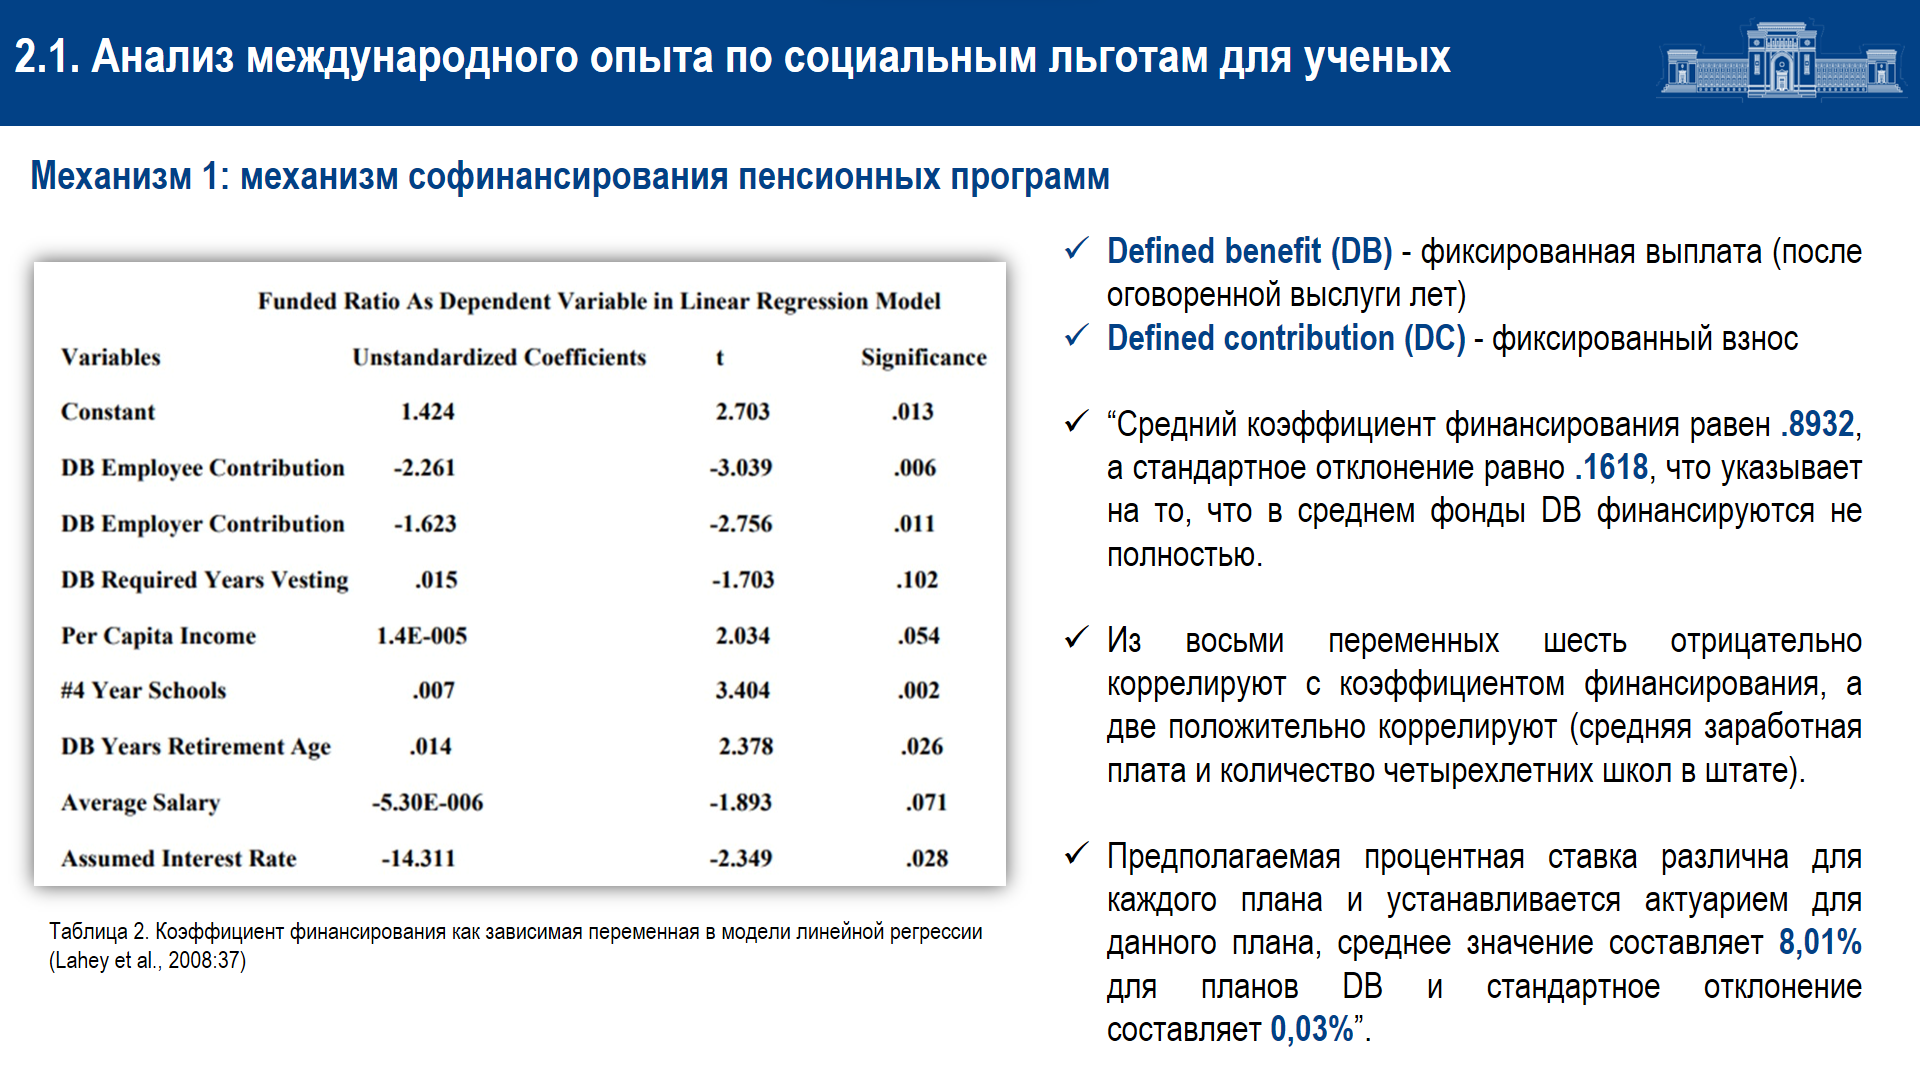 2.1. Анализ международного опыта по социальным льготам для ученых
Механизм 1: механизм софинансирования пенсионных программ
Funded Ratio As Dependent Variable in Linear Regression Model
Variables Unstandardized Coefficients t Significance
Constant 1.424 2.703 .013
DB Employee Contribution -2.261 -3.039 .006
DB Employer Contribution -1.623 -2.756 .011
DB Required Years Vesting .015 -1.703 .102
Per Capita Income 1.4E-005 2.034 .054
#4 Year Schools .007 3.404 .002
DB Years Retirement Age .014 2.378 .026
Average Salary -5.30E-006 -1.893 .071
Assumed Interest Rate -14.311 -2.349 .028
Таблица 2. Коэффициент финансирования как зависимая переменная в модели линейной регрессии
(Lahey et al., 2008:37)
✓ Defined benefit (DB) - фиксированная выплата (после
оговоренной выслуги лет)
✓ Defined contribution (DC) - фиксированный взнос
✓ “Средний коэффициент финансирования равен .8932,
а стандартное отклонение равно .1618, что указывает
на то, что в среднем фонды DB финансируются не
полностью.
✓ Из восьми переменных шесть отрицательно
коррелируют с коэффициентом финансирования, а
две положительно коррелируют (средняя заработная
плата и количество четырехлетних школ в штате).
✓ Предполагаемая процентная ставка различна для
каждого плана и устанавливается актуарием для
данного плана, среднее значение составляет 8,01%
для планов DB и стандартное отклонение
составляет 0,03%”.